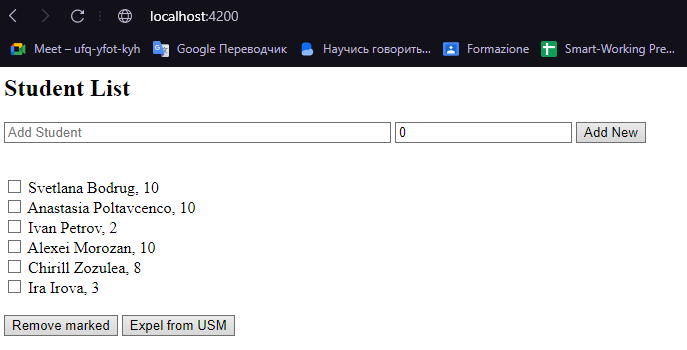 localhost:4200
Meet – ufq-yfot-kyh Google Переводчик Научись говорить... Formazione Smart-Working Pre...
Student List
Add Student 0 Add New
Svetlana Bodrug, 10
Anastasia Poltavcenco, 10
Ivan Petrov, 2
Alexei Morozan, 10
Chirill Zozulea, 8
Ira Irova, 3
Remove marked Expel from USM